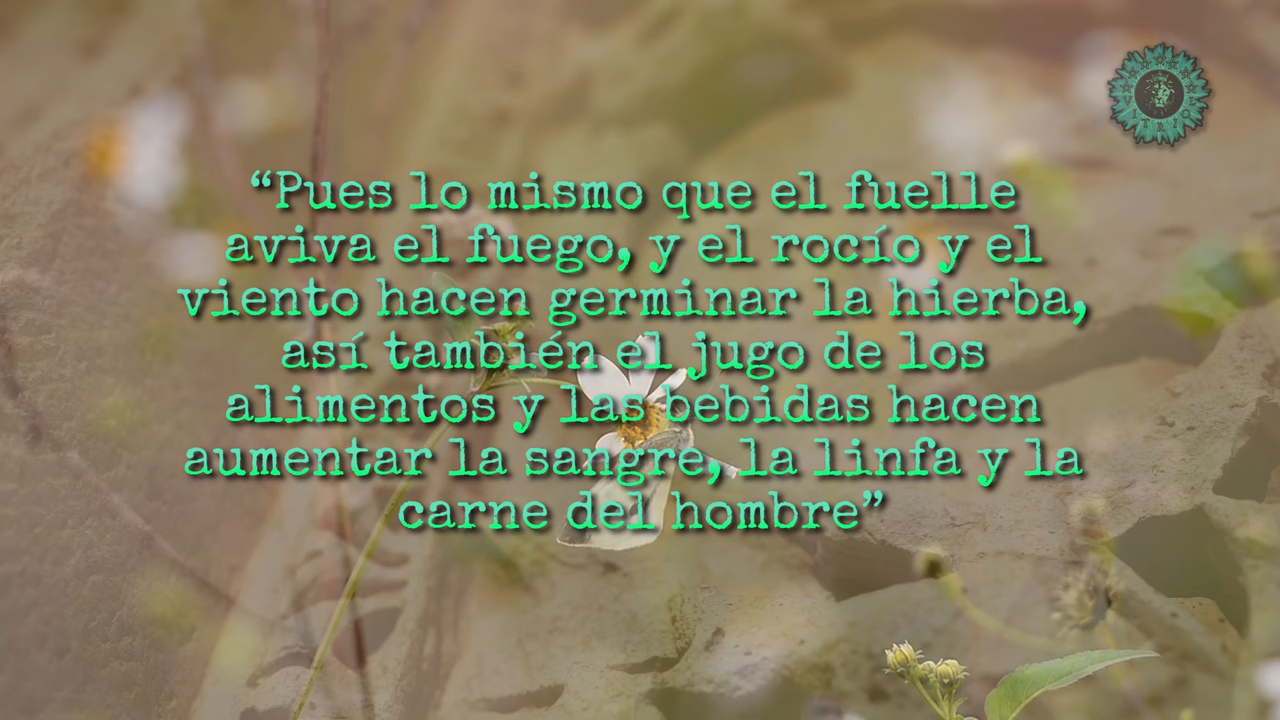 “Pues lo mismo que el fuelle
aviva el fuego, y el rocío y el
viento hacen germinar la hierba,
así también el jugo de los
alimentos y las bebidas hacen
aumentar la sangre, la linfa y la
carne del hombre”